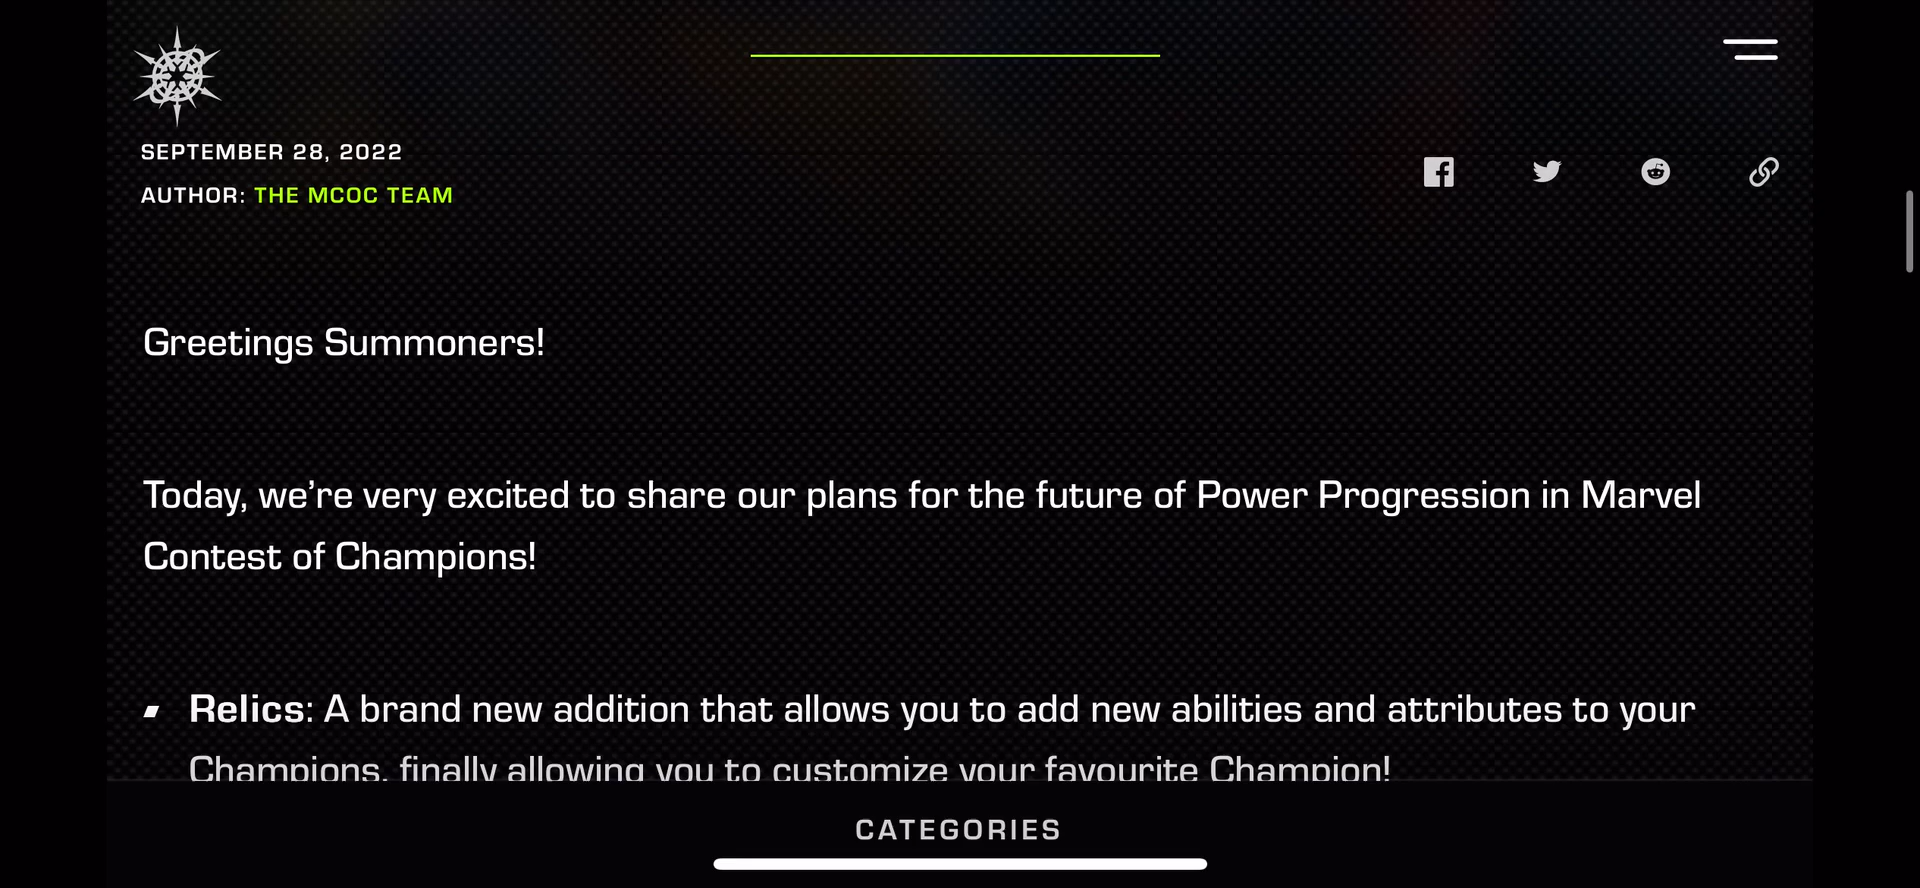 SEPTEMBER 28, 2022
AUTHOR: THE MCOC TEAM
Greetings Summoners!
Today, we’re very excited to share our plans for the future of Power Progression in Marvel
Contest of Champions!
Relics: A brand new addition that allows you to add new abilities and attributes to your
Champions, finally allowing you to customize your favourite Champion!
CATEGORIES